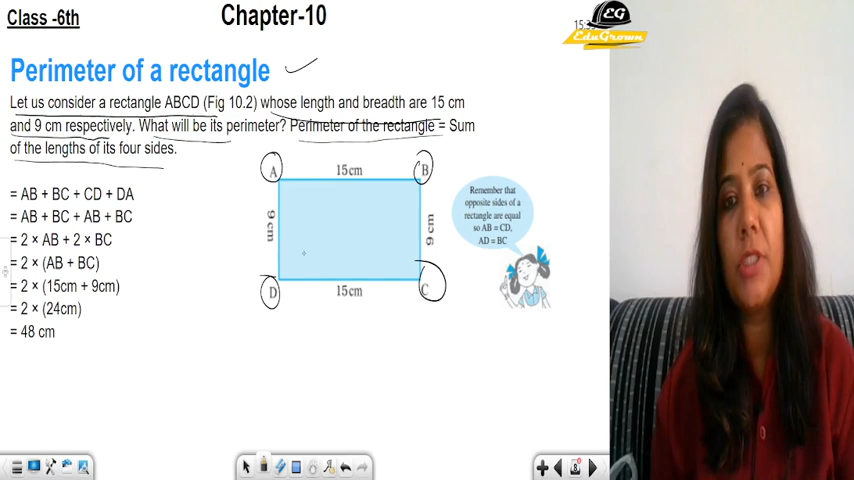 Class -6th
Chapter-10
15:3
EG
EduGrown
Perimeter of a rectangle
Let us consider a rectangle ABCD (Fig 10.2) whose length and breadth are 15 cm
and 9 cm respectively. What will be its perimeter? Perimeter of the rectangle = Sum
of the lengths of its four sides.
= AB + BC + CD + DA
= AB + BC + AB + BC
= 2 × AB + 2 × BC
= 2 × (AB + BC)
= 2 × (15cm + 9cm)
= 2 × (24cm)
= 48 cm
A
15cm
B
9 cm
9 cm
D
15cm
C
Remember that
opposite sides of a
rectangle are equal
so AB = CD,
AD = BC
8